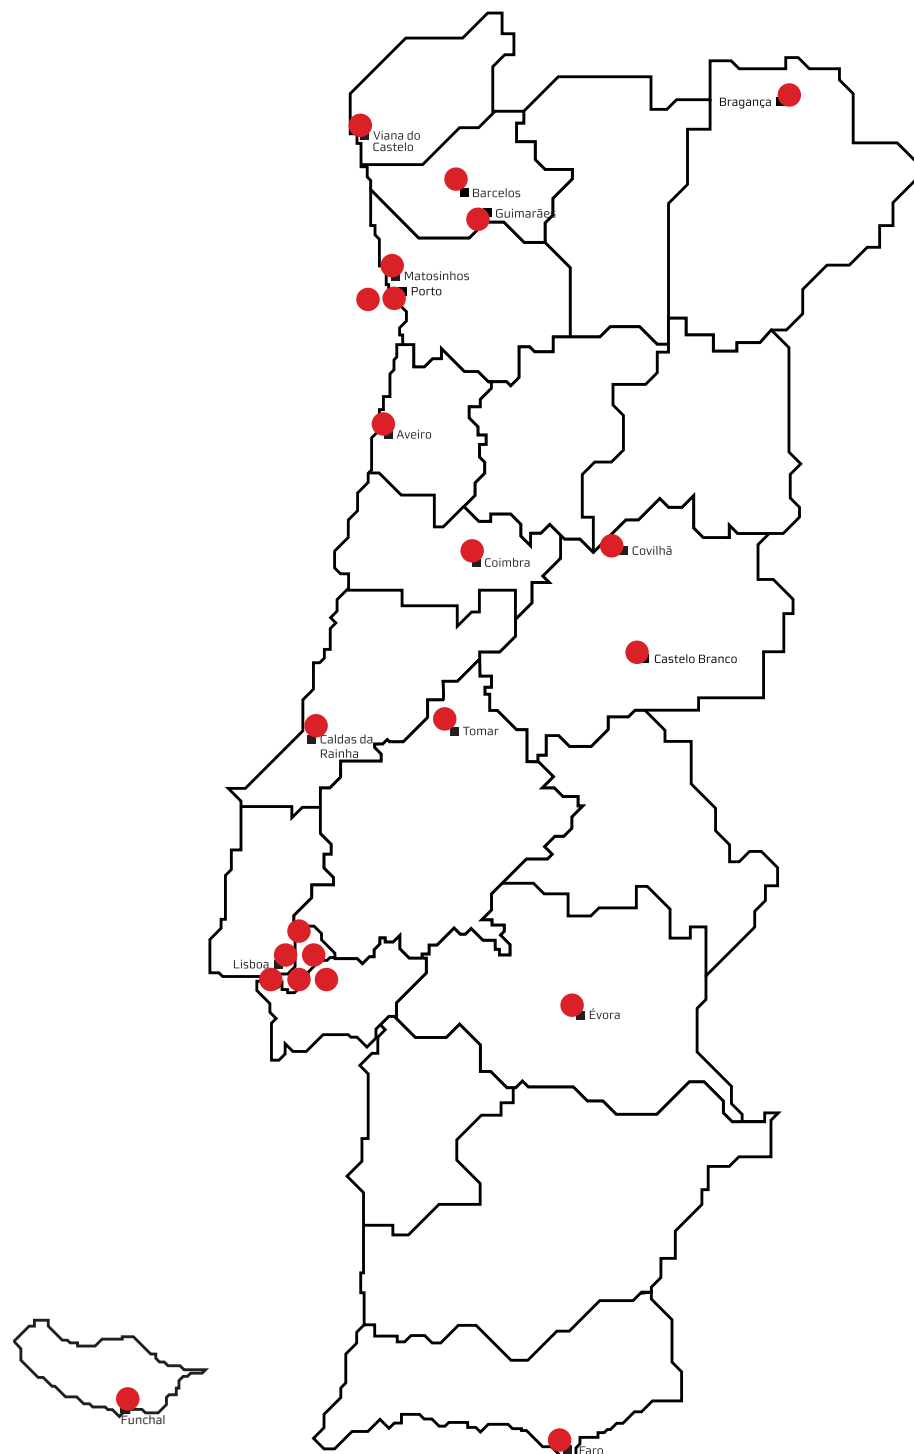 Bragança
Viana do
Castelo
Barcelos
Guimarães
Matosinhos
Porto
Aveiro
Covilhã
Coimbra
Castelo Branco
Tomar
Caldas da
Rainha
Lisboa
Évora
Funchal
Faro